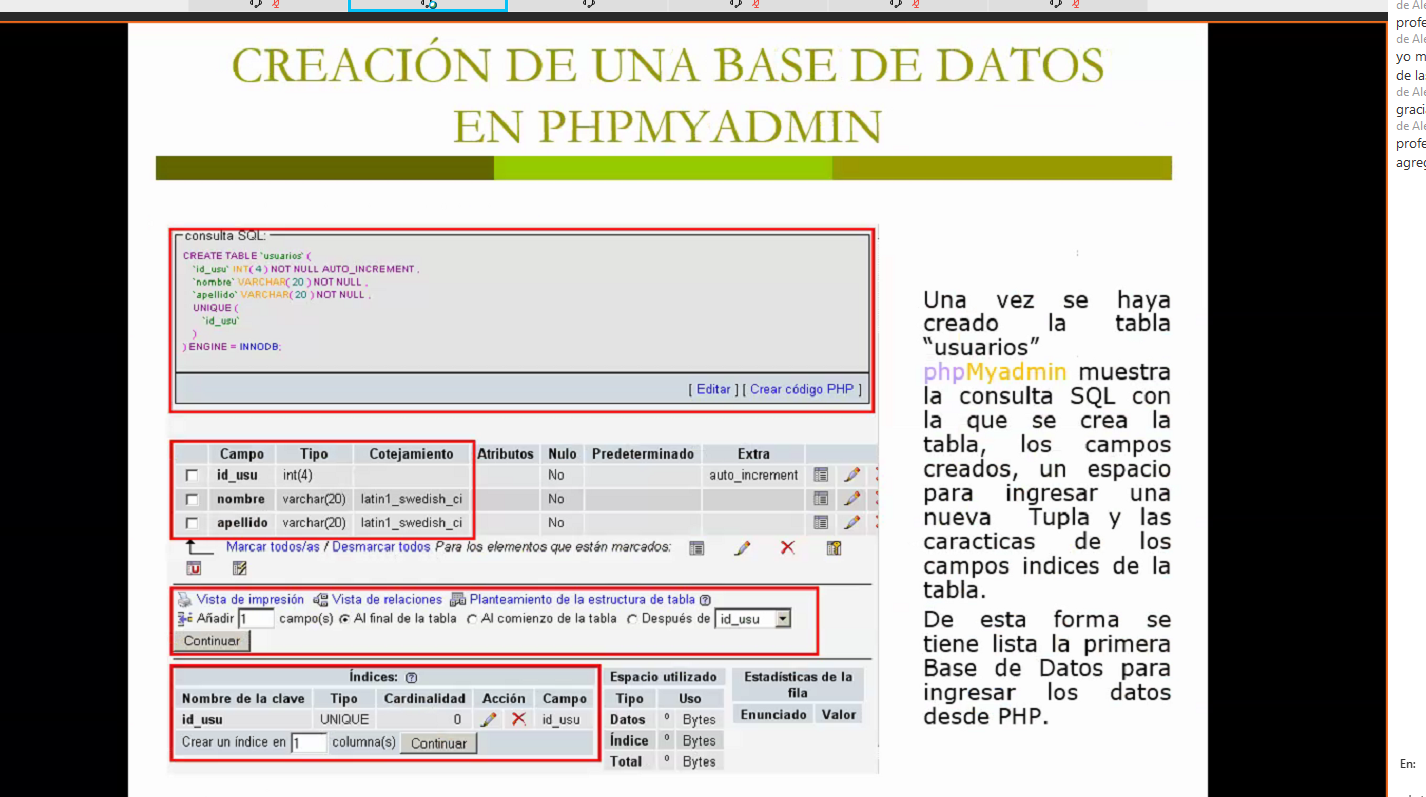 CREACIÓN DE UNA BASE DE DATOS
EN PHPMYADMIN
consulta SQL:
CREATE TABLE `usuarios` (
`id_usu` INT( 4 ) NOT NULL AUTO_INCREMENT ,
`nombre` VARCHAR( 20 ) NOT NULL ,
`apellido` VARCHAR( 20 ) NOT NULL ,
UNIQUE (
`id_usu`
)
) ENGINE = INNODB;
[ Editar ] [ Crear código PHP ]
Campo Tipo Cotejamiento Atributos Nulo Predeterminado Extra
id_usu int(4) No auto_increment
nombre varchar(20) latin1_swedish_ci No
apellido varchar(20) latin1_swedish_ci No
Marcar todos/as / Desmarcar todos Para los elementos que están marcados:
Vista de impresión Vista de relaciones Planteamiento de la estructura de tabla
Añadir 1 campo(s) Al final de la tabla Al comienzo de la tabla Después de id_usu
Continuar
Índices:
Nombre de la clave Tipo Cardinalidad Acción Campo
id_usu UNIQUE 0 id_usu
Crear un índice en 1 columna(s) Continuar
Espacio utilizado
Tipo Uso
Datos 0 Bytes
Índice 0 Bytes
Total 0 Bytes
Estadísticas de la
fila
Enunciado Valor
Una vez se haya
creado la tabla
“usuarios”
phpMyadmin muestra
la consulta SQL con
la que se crea la
tabla, los campos
creados, un espacio
para ingresar una
nueva Tupla y las
caracticas de los
campos indices de la
tabla.
De esta forma se
tiene lista la primera
Base de Datos para
ingresar los datos
desde PHP.
de Ale
profe
de Ale
yo m
de la
de Ale
graci
de Ale
profe
agreg
En: